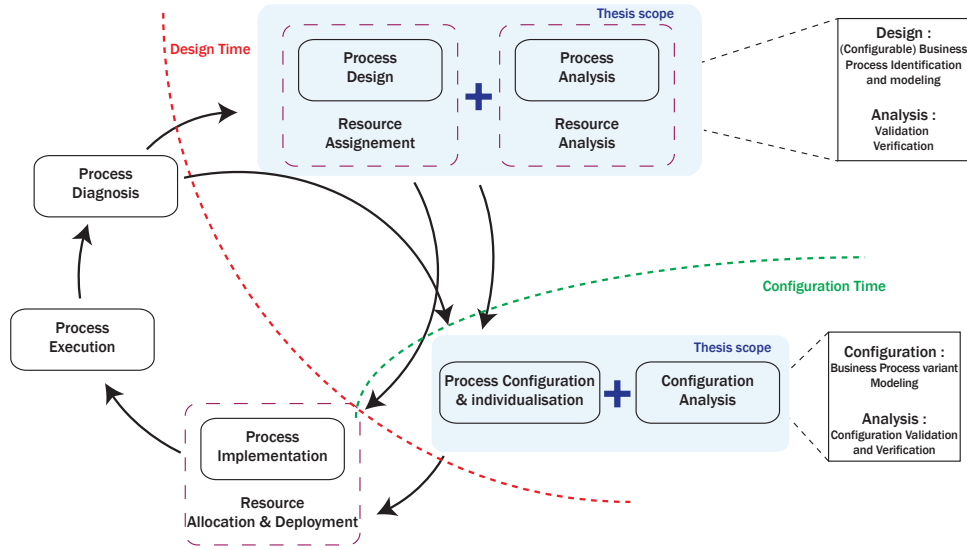 Thesis scope
Design Time
Process
Design
+
Process
Analysis
Resource
Assignement
Resource
Analysis
Design :
(Configurable) Business
Process Identification
and modeling
Analysis :
Validation
Verification
Process
Diagnosis
Configuration Time
Process
Execution
Thesis scope
Process Configuration
& individualisation
+
Configuration
Analysis
Configuration :
Business Process variant
Modeling
Analysis :
Configuration Validation
and Verification
Process
Implementation
Resource
Allocation & Deployment